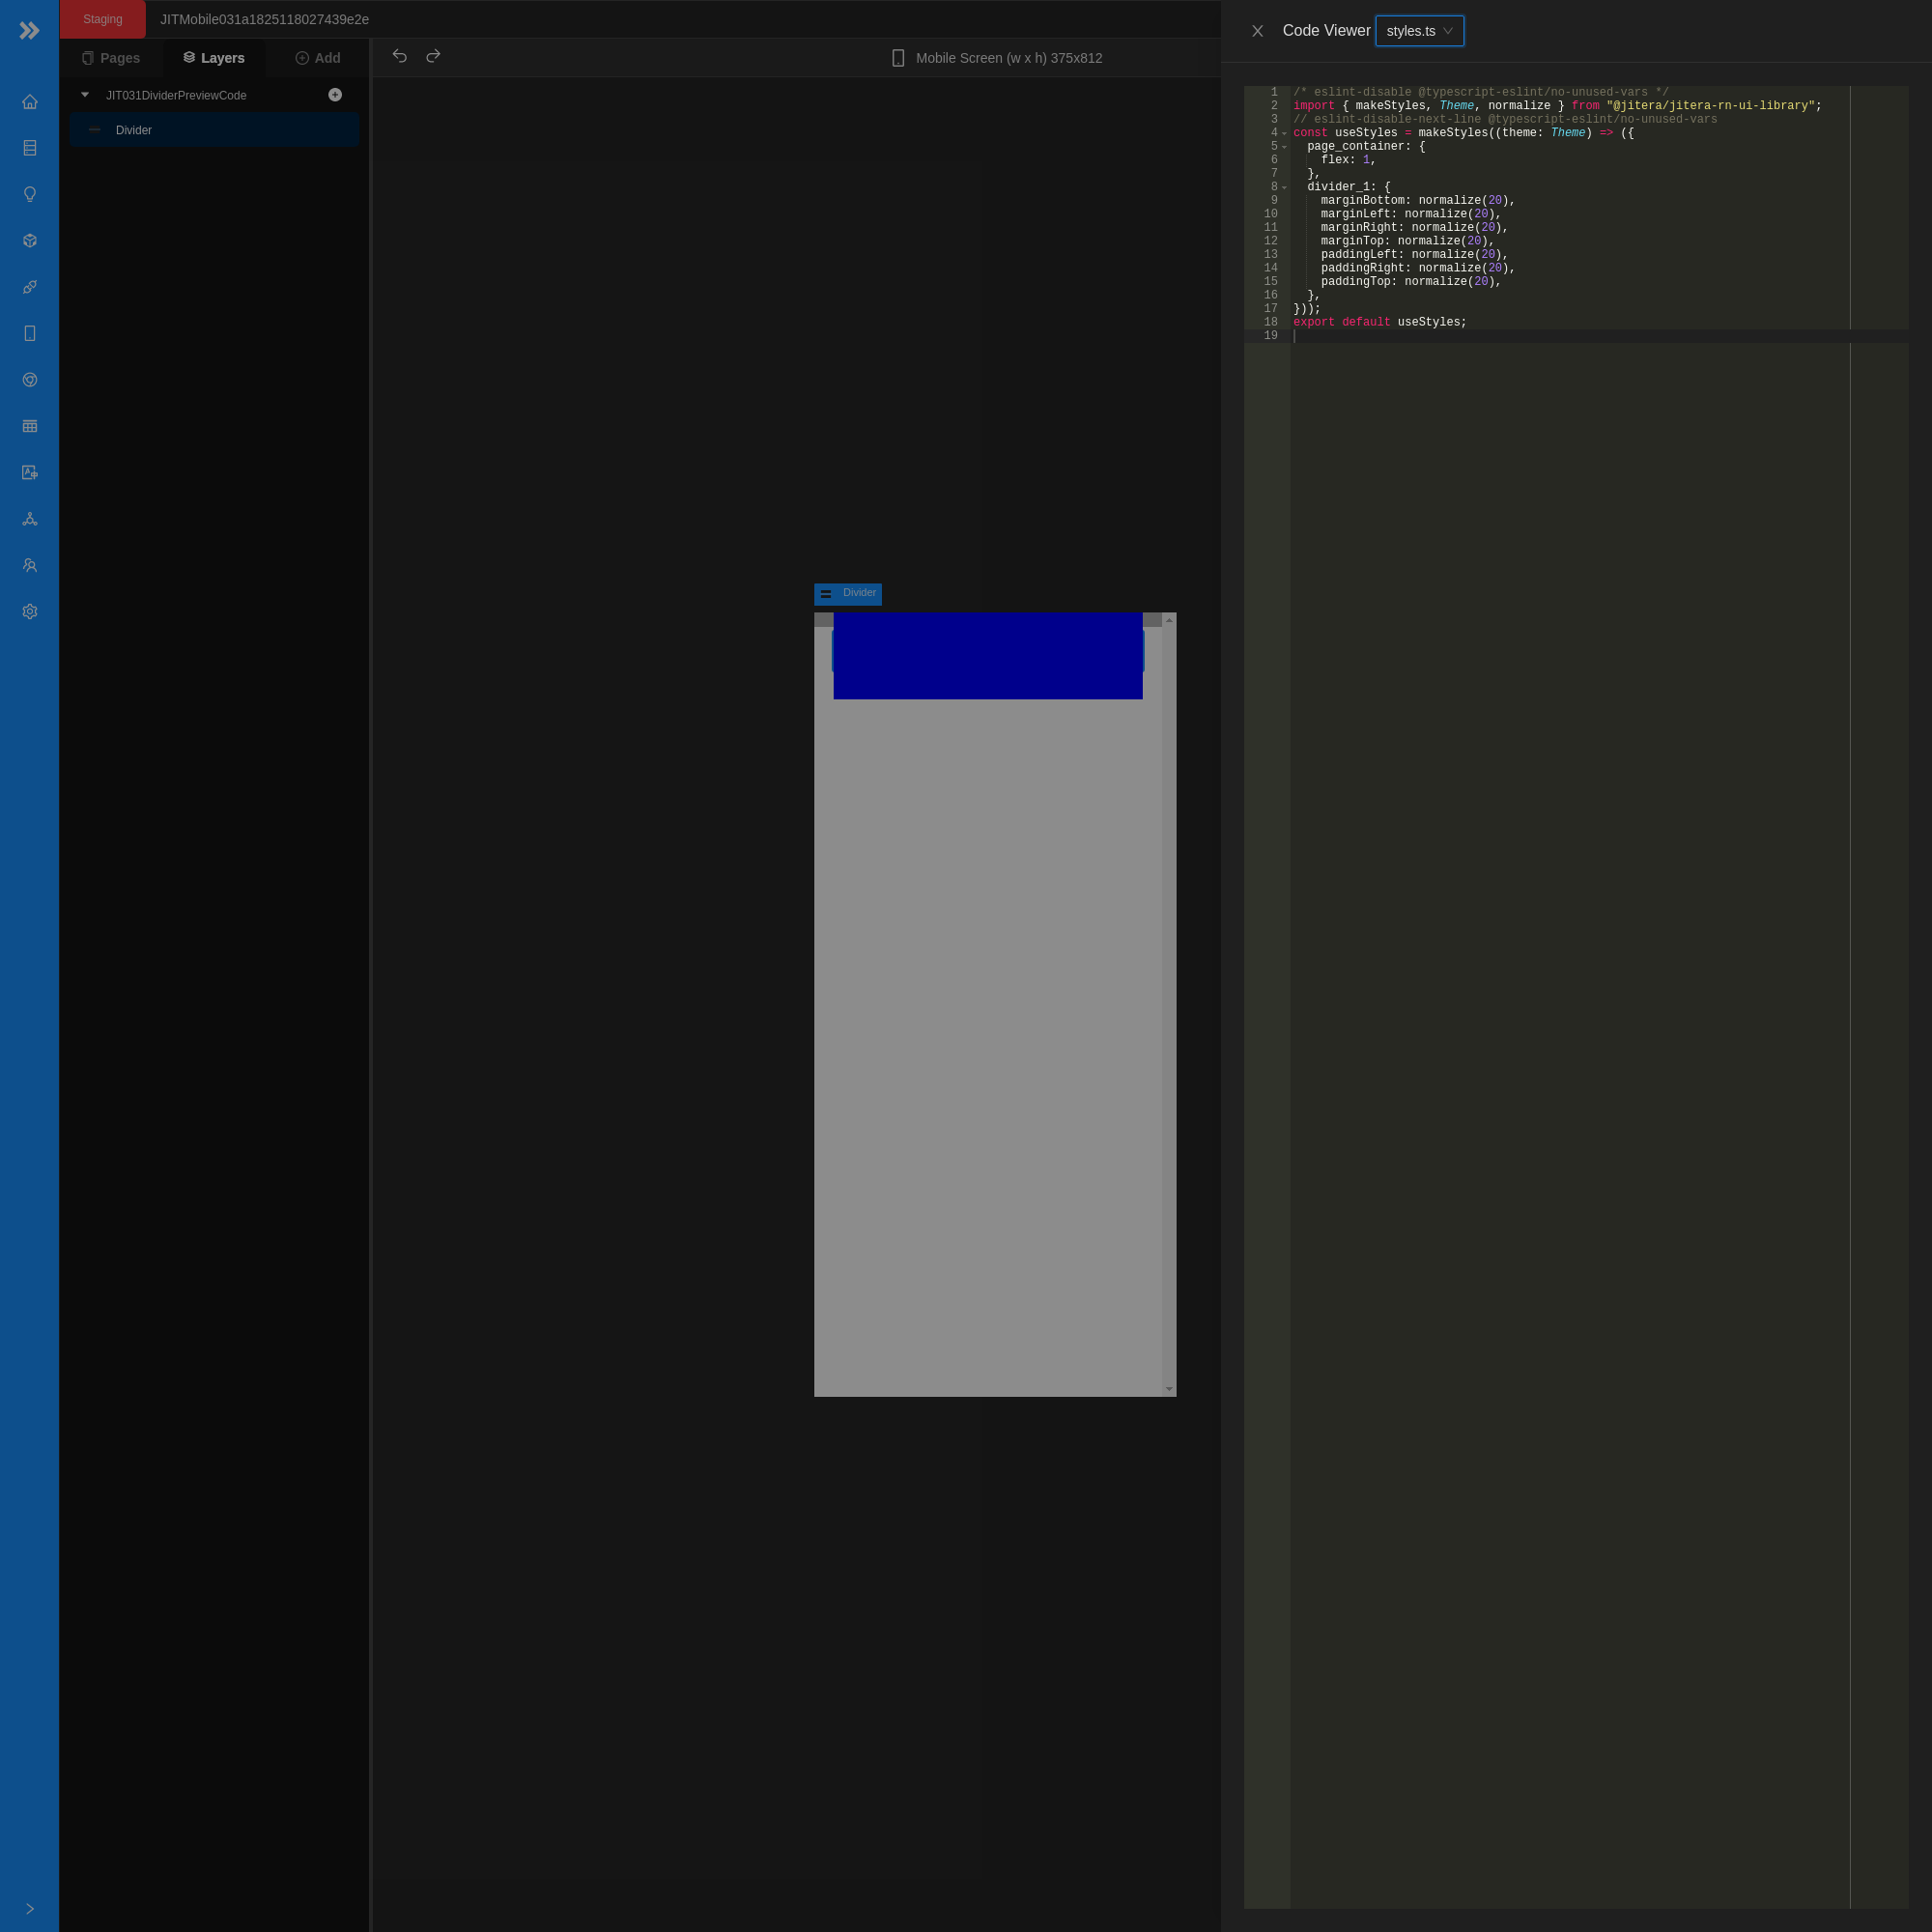 Staging
JITMobile031a1825118027439e2e
Pages
Layers
Add
Mobile Screen (w x h) 375x812
JIT031DividerPreviewCode
Divider
Divider
Code Viewer
styles.ts
1 /* eslint-disable @typescript-eslint/no-unused-vars */
2 import { makeStyles, Theme, normalize } from "@jitera/jitera-rn-ui-library";
3 // eslint-disable-next-line @typescript-eslint/no-unused-vars
4 const useStyles = makeStyles((theme: Theme) => ({
5   page_container: {
6     flex: 1,
7   },
8   divider_1: {
9     marginBottom: normalize(20),
10     marginLeft: normalize(20),
11     marginRight: normalize(20),
12     marginTop: normalize(20),
13     paddingLeft: normalize(20),
14     paddingRight: normalize(20),
15     paddingTop: normalize(20),
16   },
17 }));
18 export default useStyles;
19